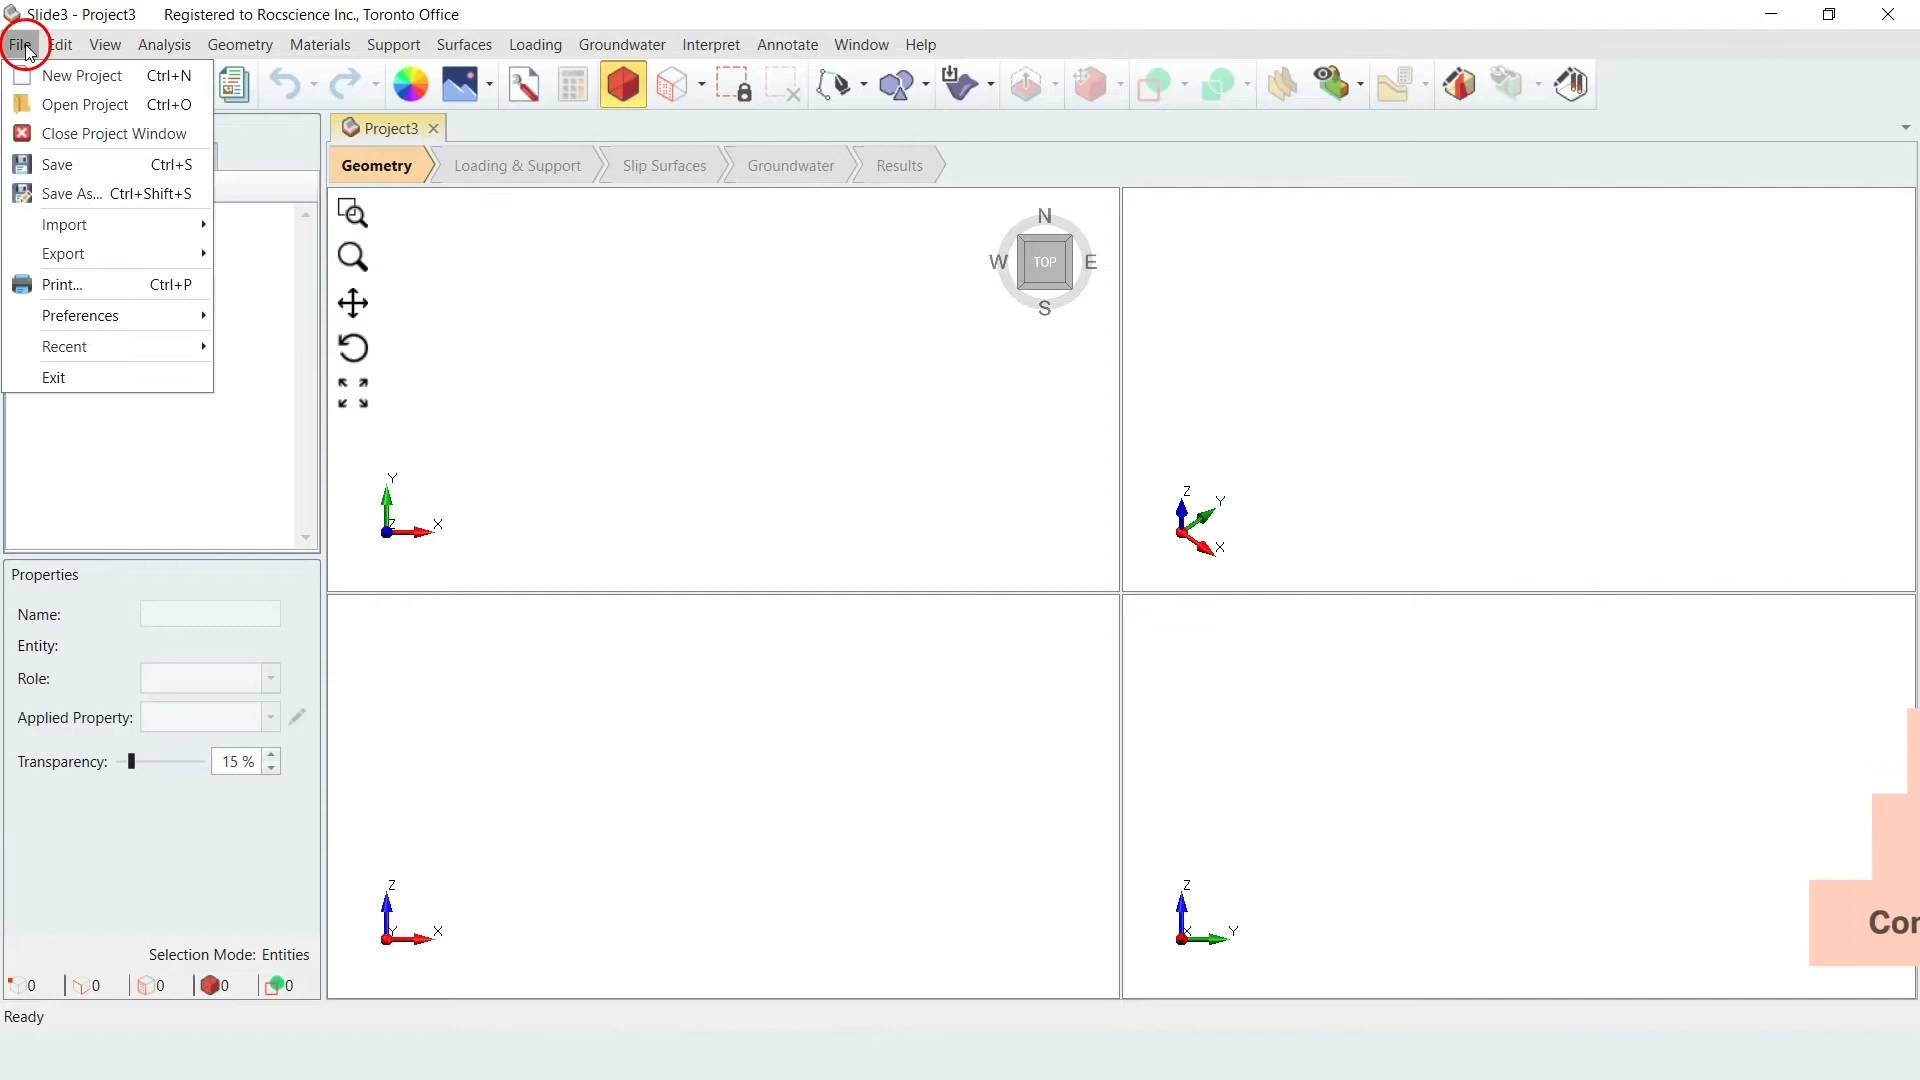 Slide3 - Project3 Registered to Rocscience Inc., Toronto Office
File Edit View Analysis Geometry Materials Support Surfaces Loading Groundwater Interpret Annotate Window Help
New Project Ctrl+N
Open Project Ctrl+O
Close Project Window
Save Ctrl+S
Save As... Ctrl+Shift+S
Import
Export
Print... Ctrl+P
Preferences
Recent
Exit
Project3
Geometry Loading & Support Slip Surfaces Groundwater Results
N
W TOP E
S
Y
Z X
Z
Y
X
Properties
Name:
Entity:
Role:
Applied Property:
Transparency: 15 %
Z
Y X
Z
X Y
Cor
Selection Mode: Entities
0 0 0 0 0
Ready